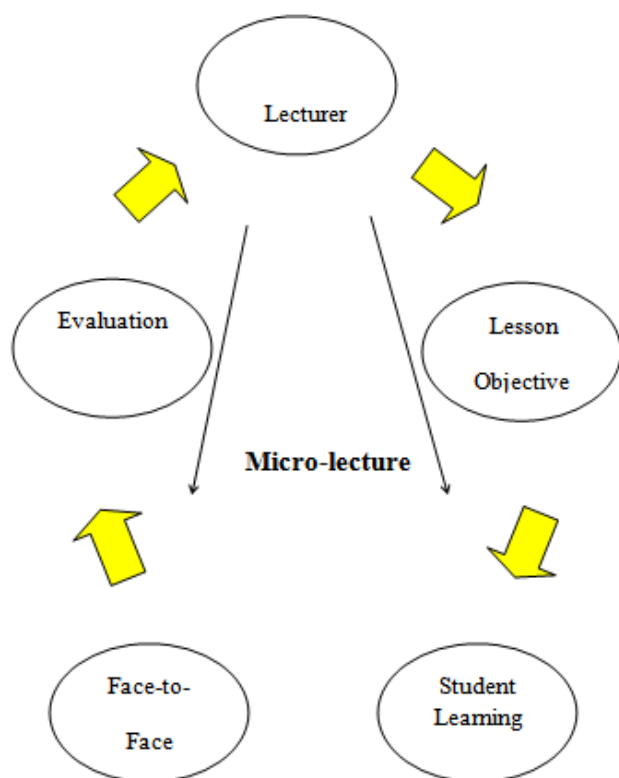 Lecturer
Evaluation
Lesson
Objective
Micro-lecture
Face-to-
Face
Student
Learning